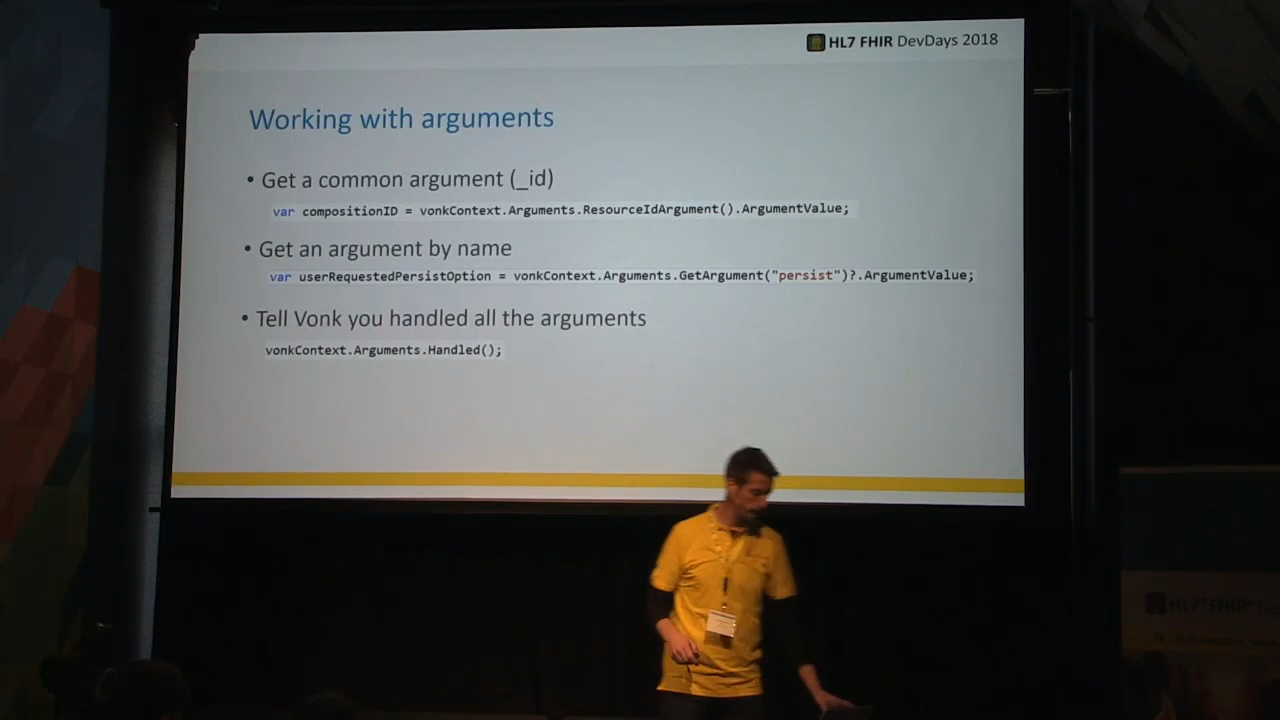 HL7 FHIR DevDays 2018
Working with arguments
• Get a common argument (_id)
var compositionID = vonkContext.Arguments.ResourceIdArgument().ArgumentValue;
• Get an argument by name
var userRequestedPersistOption = vonkContext.Arguments.GetArgument("persist")?.ArgumentValue;
• Tell Vonk you handled all the arguments
vonkContext.Arguments.Handled();
HL7 FHIR